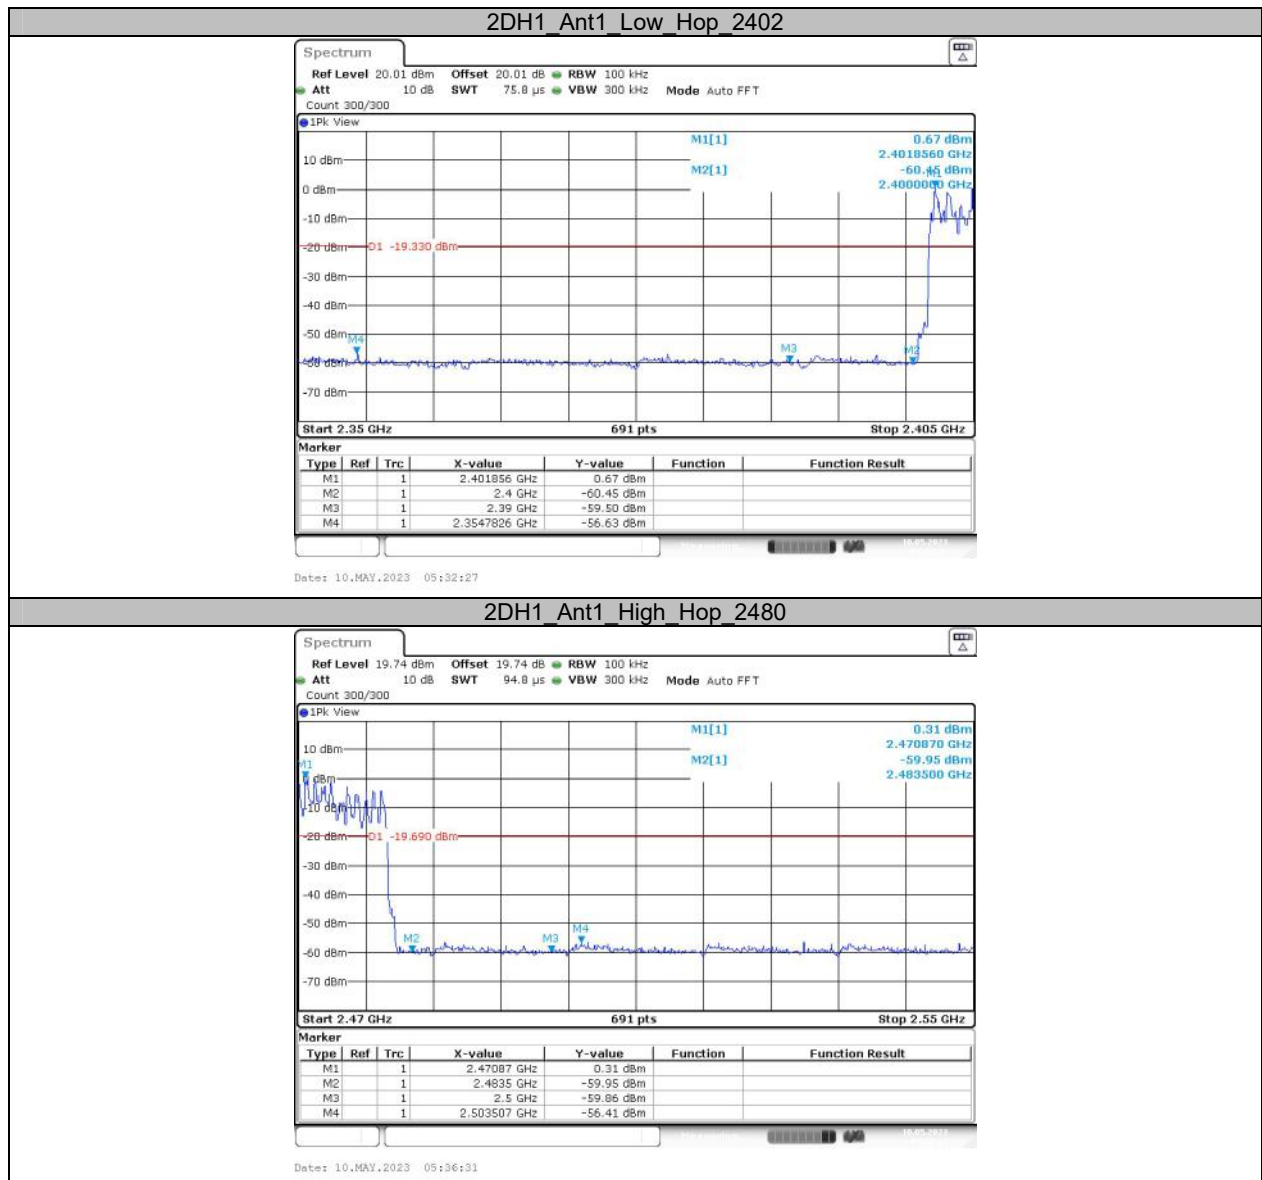 2DH1_Ant1_Low_Hop_2402
Spectrum
Ref Level 20.01 dBm Offset 20.01 dB RBW 100 kHz
Att 10 dB SWT 75.8 µs VBW 300 kHz Mode Auto FFT
Count 300/300
1Pk View
M1[1] 0.67 dBm
2.4018560 GHz
10 dBm
M2[1] -60.45 dBm
M1
0 dBm 2.4000000 GHz
-10 dBm
-20 dBm D1 -19.330 dBm
-30 dBm
-40 dBm
-50 dBm
M4 M3 M2
-60 dBm
-70 dBm
Start 2.35 GHz 691 pts Stop 2.405 GHz
Marker
Type Ref Trc X-value Y-value Function Function Result
M1 1 2.401856 GHz 0.67 dBm
M2 1 2.4 GHz -60.45 dBm
M3 1 2.39 GHz -59.50 dBm
M4 1 2.3547826 GHz -56.63 dBm
Date: 10.MAY.2023 05:32:27
2DH1_Ant1_High_Hop_2480
Spectrum
Ref Level 19.74 dBm Offset 19.74 dB RBW 100 kHz
Att 10 dB SWT 94.8 µs VBW 300 kHz Mode Auto FFT
Count 300/300
1Pk View
M1[1] 0.31 dBm
2.470870 GHz
10 dBm
M1 M2[1] -59.95 dBm
0 dBm 2.483500 GHz
-10 dBm
-20 dBm D1 -19.690 dBm
-30 dBm
-40 dBm
-50 dBm
M2 M3 M4
-60 dBm
-70 dBm
Start 2.47 GHz 691 pts Stop 2.55 GHz
Marker
Type Ref Trc X-value Y-value Function Function Result
M1 1 2.47087 GHz 0.31 dBm
M2 1 2.4835 GHz -59.95 dBm
M3 1 2.5 GHz -59.86 dBm
M4 1 2.503507 GHz -56.41 dBm
Date: 10.MAY.2023 05:36:31